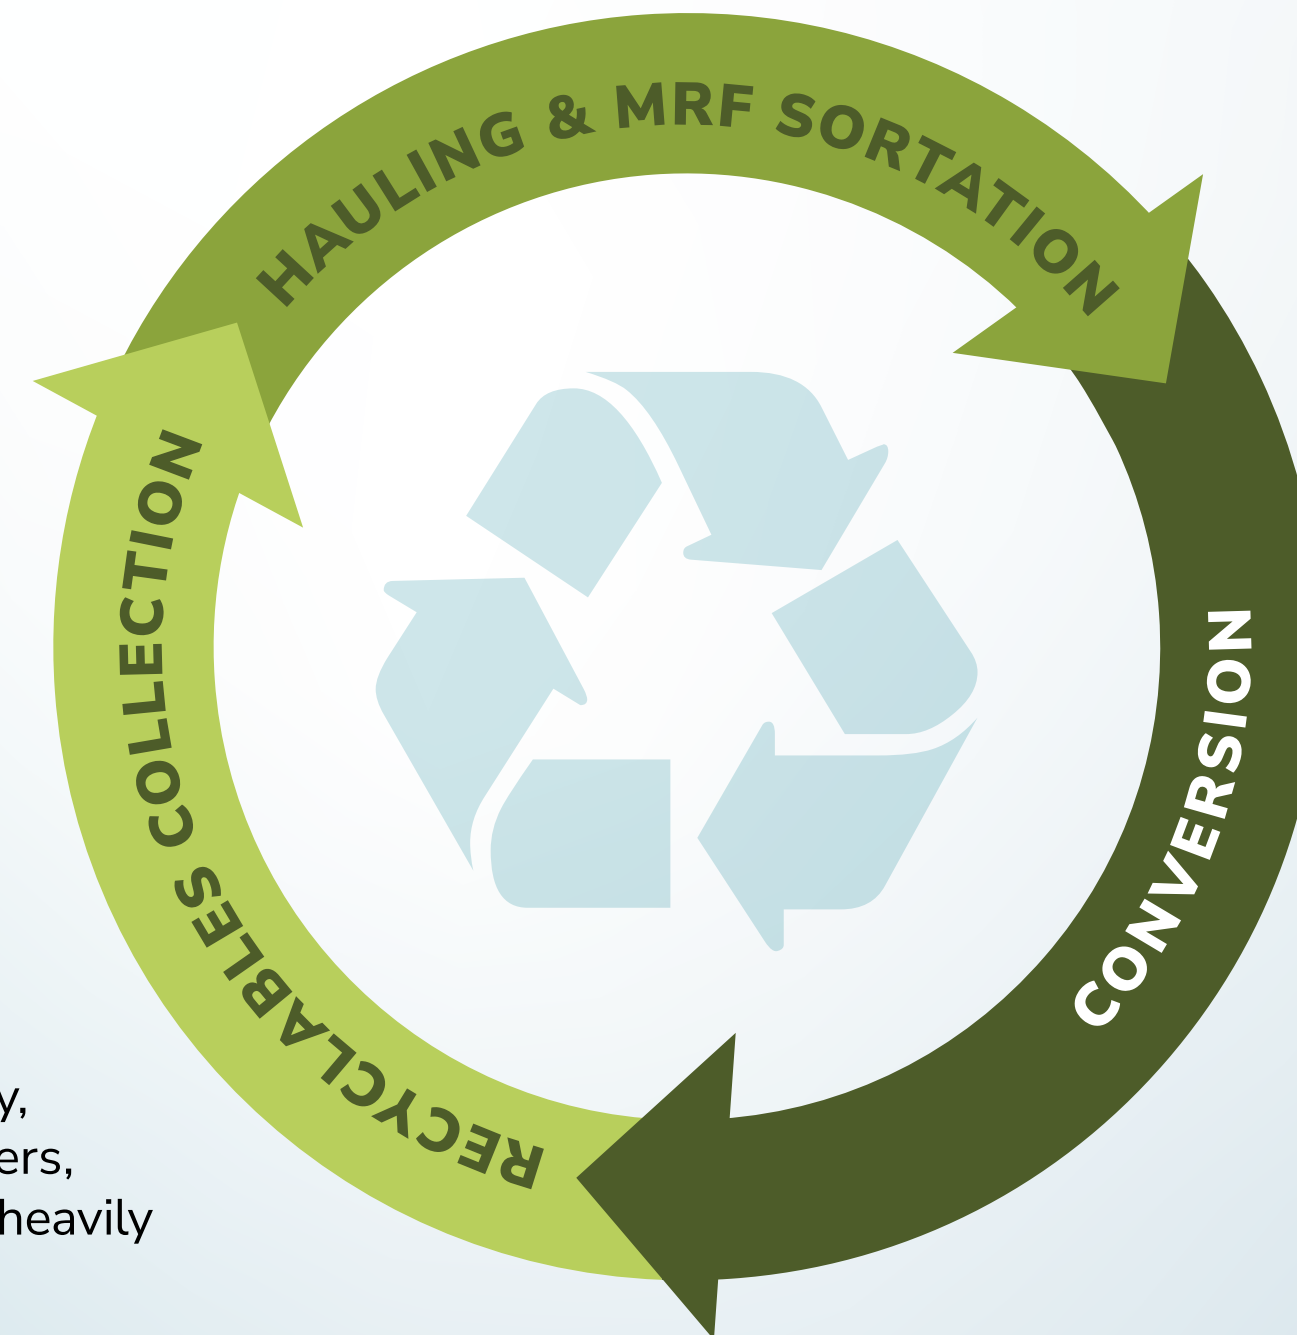 HAULING & MRF SORTATION
CONVERSION
RECYCLABLES COLLECTION
y,
ers,
heavily